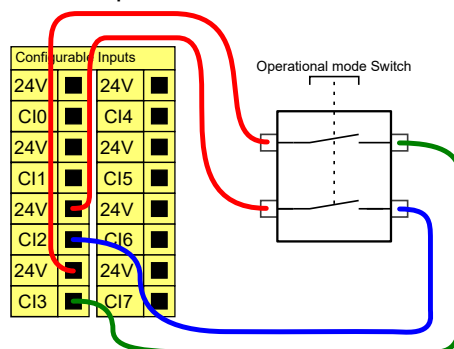 Configurable Inputs
Operational mode Switch
24V 24V
CI0 CI4
24V 24V
CI1 CI5
24V 24V
CI2 CI6
24V 24V
CI3 CI7